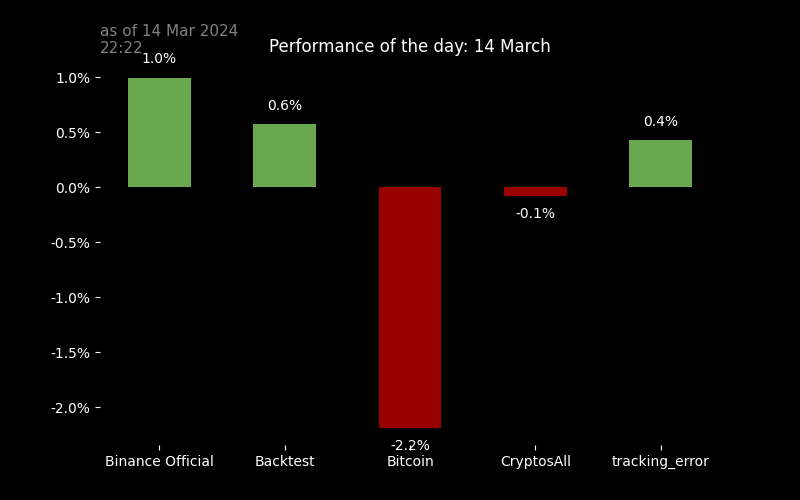 as of 14 Mar 2024
22:22
Performance of the day: 14 March
1.0%
0.6%
0.4%
-0.1%
-2.2%
1.0%
0.5%
0.0%
-0.5%
-1.0%
-1.5%
-2.0%
Binance Official
Backtest
Bitcoin
CryptosAll
tracking_error